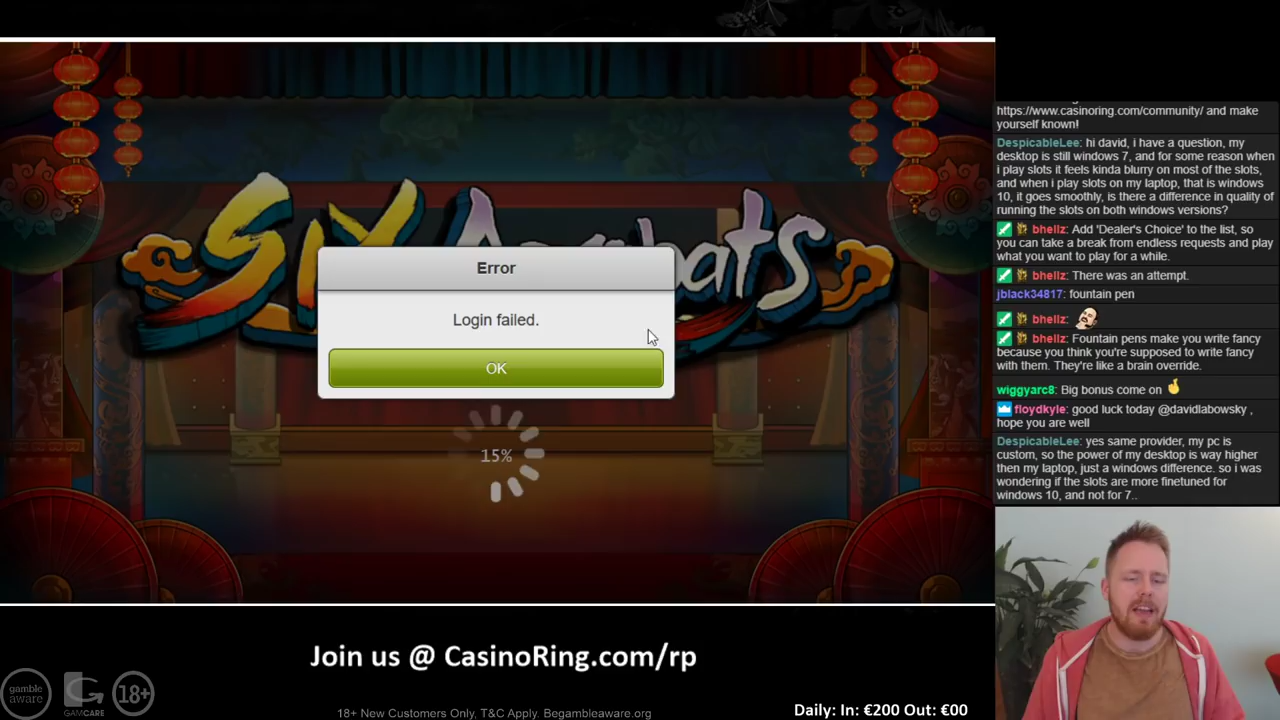 Six Acrobats
Error
Login failed.
OK
15%
Join us @ CasinoRing.com/rp
gamble
aware
GAMCARE
18+
18+ New Customers Only, T&C Apply. Begambleaware.org
Daily: In: €200 Out: €00
https://www.casinoring.com/community/ and make
yourself known!
DespicableLee: hi david, i have a question, my
desktop is still windows 7, and for some reason when
i play slots it feels kinda blurry on most of the slots,
and when i play slots on my laptop, that is windows
10, it goes smoothly, is there a difference in quality of
running the slots on both windows versions?
bhellz: Add 'Dealer's Choice' to the list, so
you can take a break from endless requests and play
what you want to play for a while.
bhellz: There was an attempt.
jblack34817: fountain pen
bhellz:
bhellz: Fountain pens make you write fancy
because you think you're supposed to write fancy
with them. They're like a brain override.
wiggyarc8: Big bonus come on
floydkyle: good luck today @davidlabowsky ,
hope you are well
DespicableLee: yes same provider, my pc is
custom, so the power of my desktop is way higher
then my laptop, just a windows difference. so i was
wondering if the slots are more finetuned for
windows 10, and not for 7..